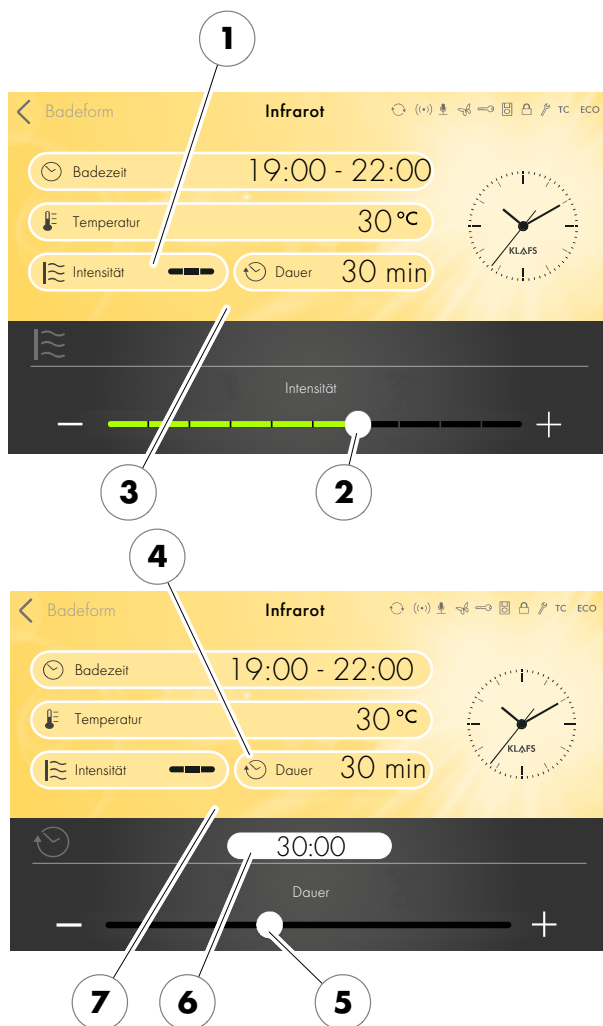 1
Badeform Infrarot TC ECO
Badezeit 19:00 - 22:00
Temperatur 30 °C
Intensität Dauer 30 min
KLAFS
Intensität
3 2
4
Badeform Infrarot TC ECO
Badezeit 19:00 - 22:00
Temperatur 30 °C
Intensität Dauer 30 min
KLAFS
30:00
Dauer
7 6 5